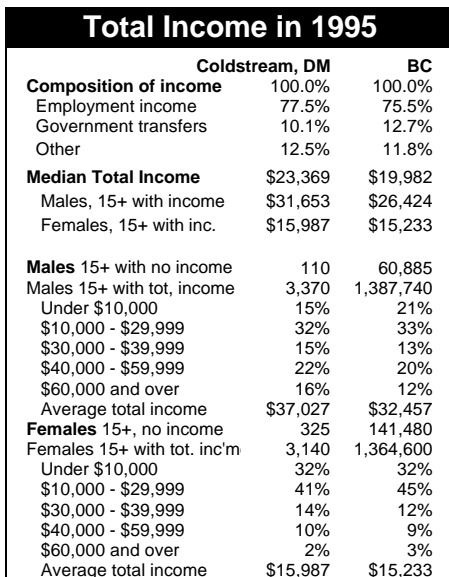 Total Income in 1995
Coldstream, DM BC
Composition of income 100.0% 100.0%
Employment income 77.5% 75.5%
Government transfers 10.1% 12.7%
Other 12.5% 11.8%
Median Total Income $23,369 $19,982
Males, 15+ with income $31,653 $26,424
Females, 15+ with inc. $15,987 $15,233
Males 15+ with no income 110 60,885
Males 15+ with tot, income 3,370 1,387,740
Under $10,000 15% 21%
$10,000 - $29,999 32% 33%
$30,000 - $39,999 15% 13%
$40,000 - $59,999 22% 20%
$60,000 and over 16% 12%
Average total income $37,027 $32,457
Females 15+, no income 325 141,480
Females 15+ with tot. inc'm 3,140 1,364,600
Under $10,000 32% 32%
$10,000 - $29,999 41% 45%
$30,000 - $39,999 14% 12%
$40,000 - $59,999 10% 9%
$60,000 and over 2% 3%
Average total income $15,987 $15,233